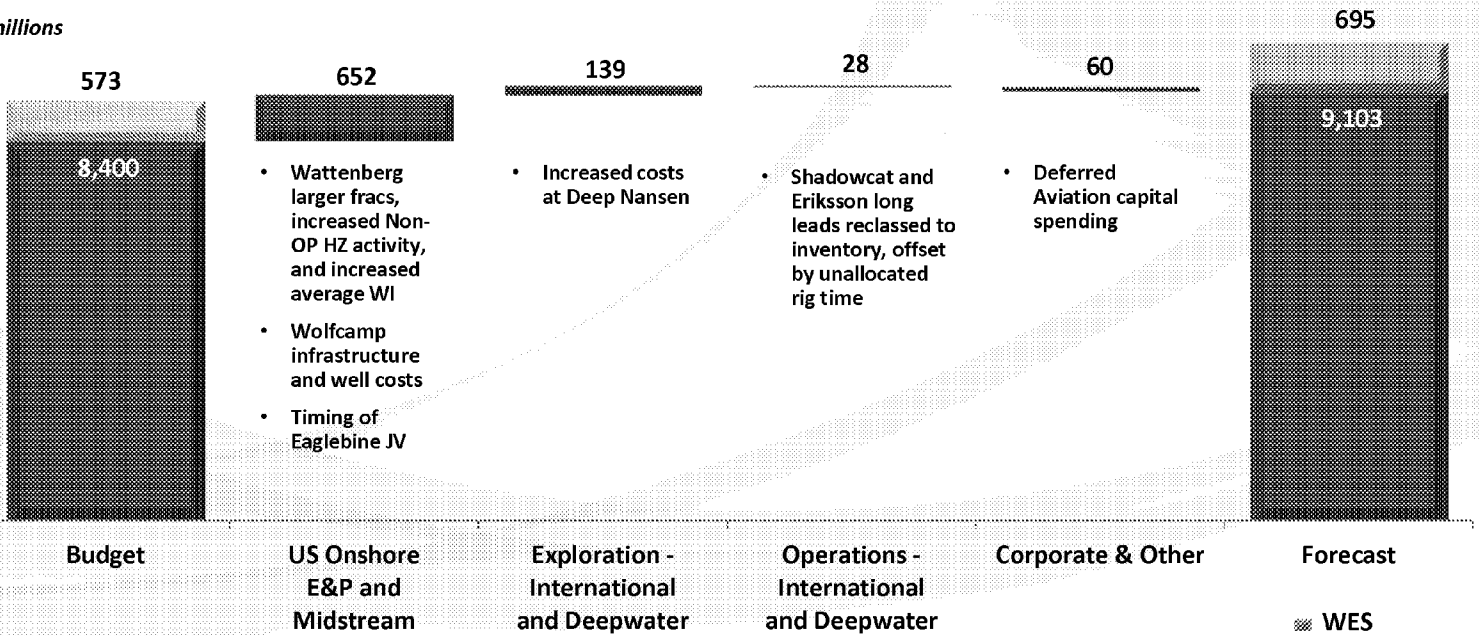 millions
573
652
139
28
60
695
8,400
9,103
• Wattenberg
larger fracs,
increased Non-
OP HZ activity,
and increased
average WI
• Wolfcamp
infrastructure
and well costs
• Timing of
Eaglebine JV
• Increased costs
at Deep Nansen
• Shadowcat and
Eriksson long
leads reclassed to
inventory, offset
by unallocated
rig time
• Deferred
Aviation capital
spending
Budget
US Onshore
E&P and
Midstream
Exploration -
International
and Deepwater
Operations -
International
and Deepwater
Corporate & Other
Forecast
WES